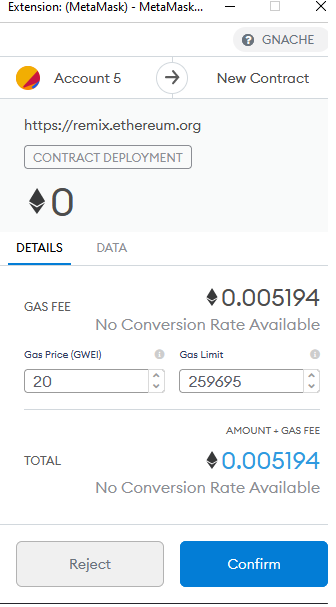 Extension: (MetaMask) - MetaMask...
GNACHE
Account 5
New Contract
https://remix.ethereum.org
CONTRACT DEPLOYMENT
0
DETAILS DATA
GAS FEE 0.005194
No Conversion Rate Available
Gas Price (GWEI) Gas Limit
20 259695
AMOUNT + GAS FEE
TOTAL 0.005194
No Conversion Rate Available
Reject Confirm